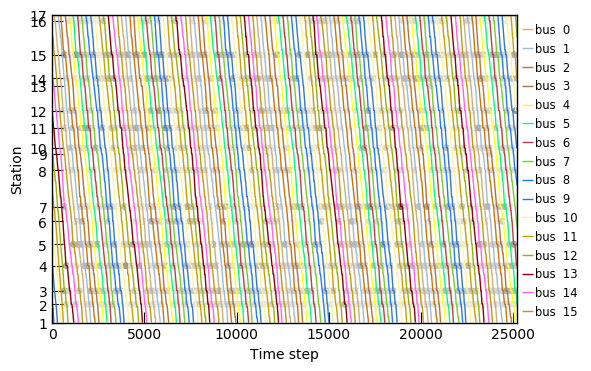 17
16
15
14
13
12
11
10
9
8
7
6
5
4
3
2
1
Station
0 5000 10000 15000 20000 25000
Time step
bus 0
bus 1
bus 2
bus 3
bus 4
bus 5
bus 6
bus 7
bus 8
bus 9
bus 10
bus 11
bus 12
bus 13
bus 14
bus 15